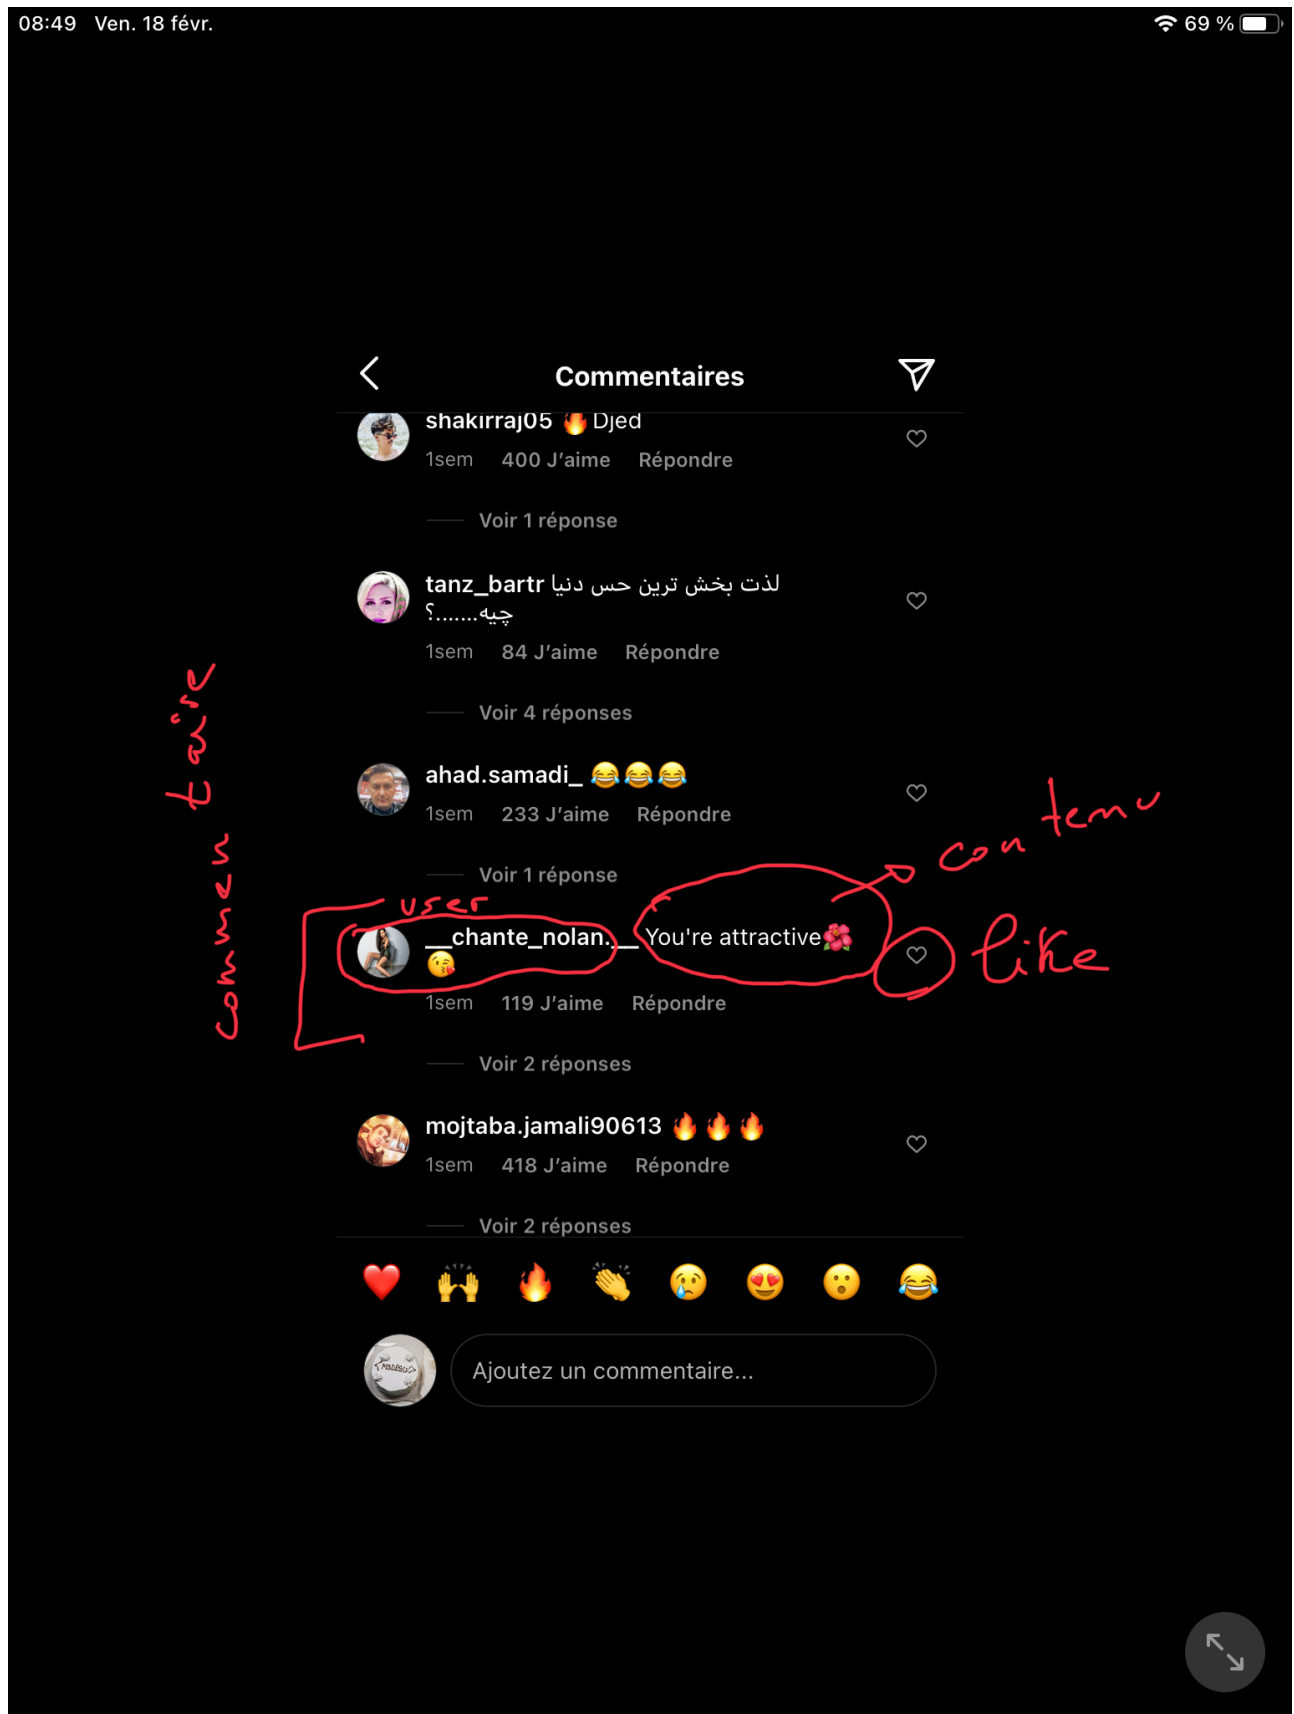 08:49 Ven. 18 févr. 69 %
Commentaires
shakirraj05 🔥 Djed
1sem 400 J’aime Répondre
Voir 1 réponse
tanz_bartr لذت بخش ترین حس دنیا
چیه.......؟
1sem 84 J’aime Répondre
Voir 4 réponses
commentaire
ahad.samadi_ 😂😂😂
1sem 233 J’aime Répondre
contenu
Voir 1 réponse
user
__chante_nolan.__ You're attractive🌺
😘
like
1sem 119 J’aime Répondre
Voir 2 réponses
mojtaba.jamali90613 🔥🔥🔥
1sem 418 J’aime Répondre
Voir 2 réponses
❤️ 🙌 🔥 👏 😢 😍 😮 😂
Ajoutez un commentaire...